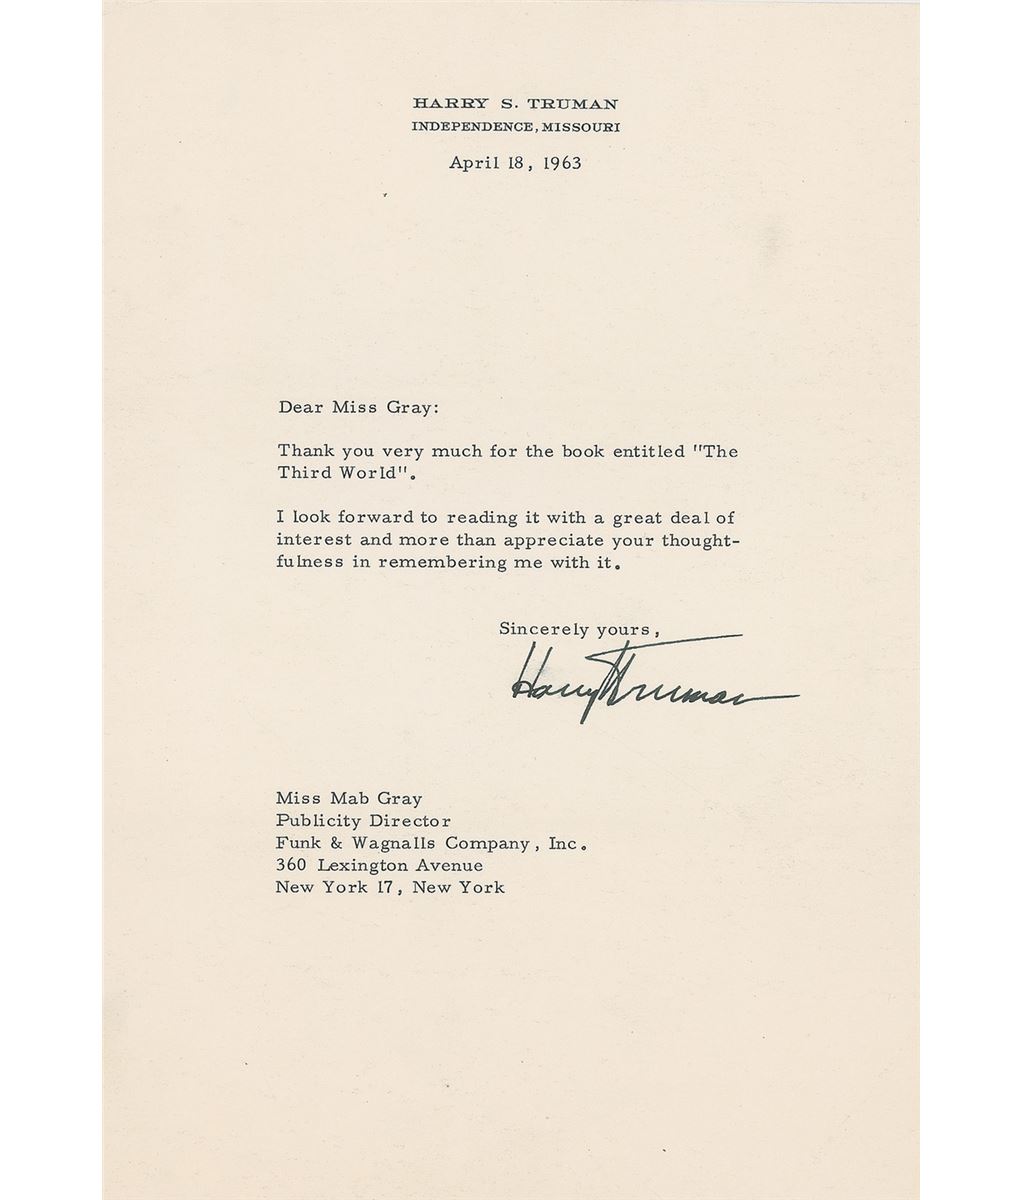 HARRY S. TRUMAN
INDEPENDENCE, MISSOURI
April 18, 1963
Dear Miss Gray:
Thank you very much for the book entitled "The
Third World".
I look forward to reading it with a great deal of
interest and more than appreciate your thought-
fulness in remembering me with it.
Sincerely yours,
Harry Truman
Miss Mab Gray
Publicity Director
Funk & Wagnalls Company, Inc.
360 Lexington Avenue
New York 17, New York